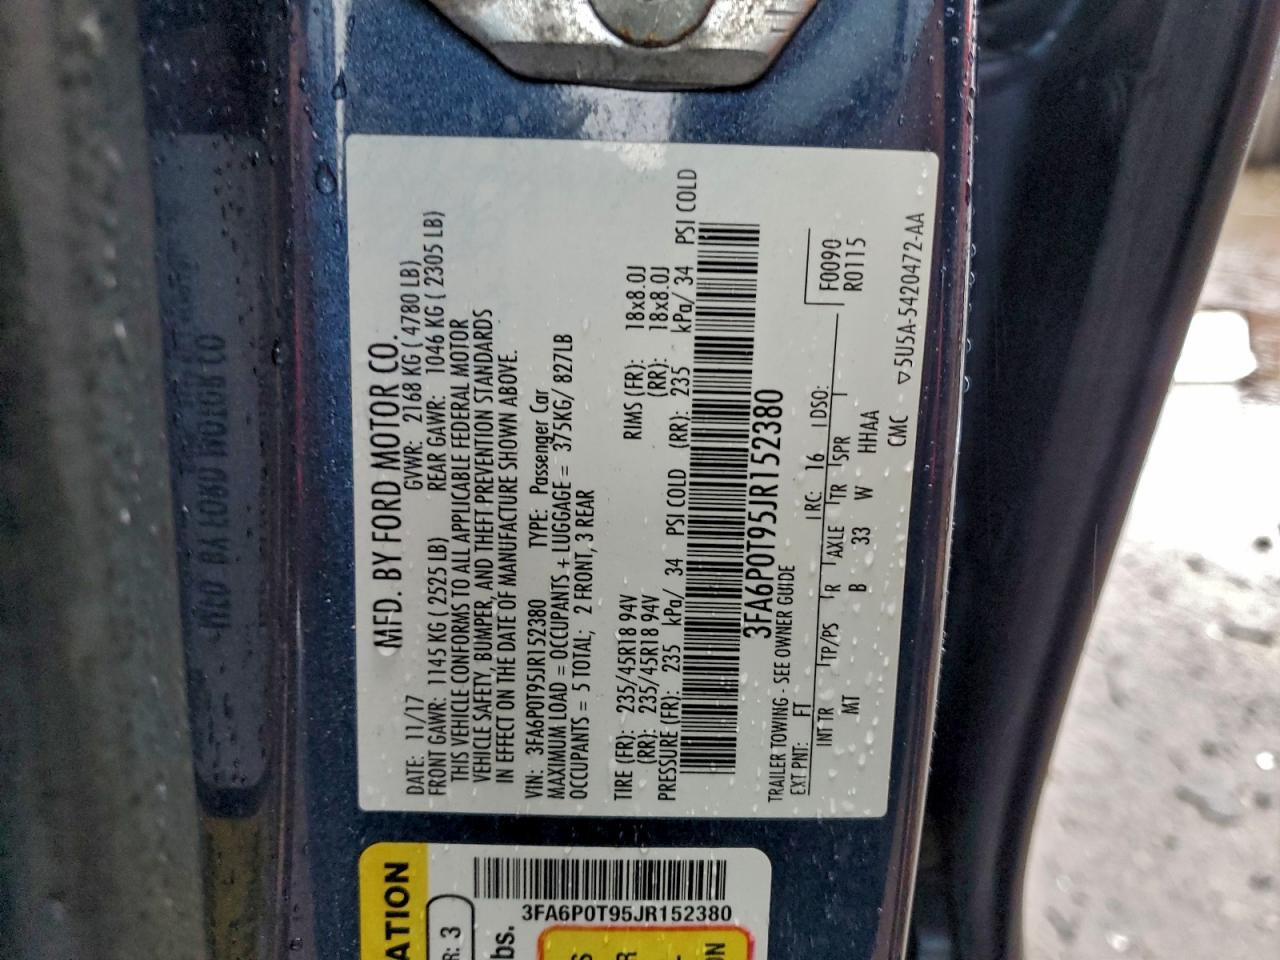 MFD. BY FORD MOTOR CO.
DATE: 11/17 GVWR: 2168 KG ( 4780 LB)
FRONT GAWR: 1145 KG ( 2525 LB) REAR GAWR: 1046 KG ( 2305 LB)
THIS VEHICLE CONFORMS TO ALL APPLICABLE FEDERAL MOTOR
VEHICLE SAFETY, BUMPER, AND THEFT PREVENTION STANDARDS
IN EFFECT ON THE DATE OF MANUFACTURE SHOWN ABOVE.
VIN: 3FA6P0T95JR152380 TYPE: Passenger Car
MAXIMUM LOAD = OCCUPANTS + LUGGAGE = 375KG/ 827LB
OCCUPANTS = 5 TOTAL; 2 FRONT, 3 REAR
TIRE (FR): 235/45R18 94V RIMS (FR): 18x8.0J
(RR): 235/45R18 94V (RR): 18x8.0J
PRESSURE (FR): 235 kPa/ 34 PSI COLD (RR): 235 kPa/ 34 PSI COLD
3FA6P0T95JR152380
TRAILER TOWING - SEE OWNER GUIDE
EXT PNT: FT RC: 16 DSO: F0090
INT TR TP/PS R AXLE TR SPR R0115
MT B 33 W HHAA
CMC ▽5U5A-5420472-AA
3FA6P0T95JR152380
ATION
R: 3
bs.